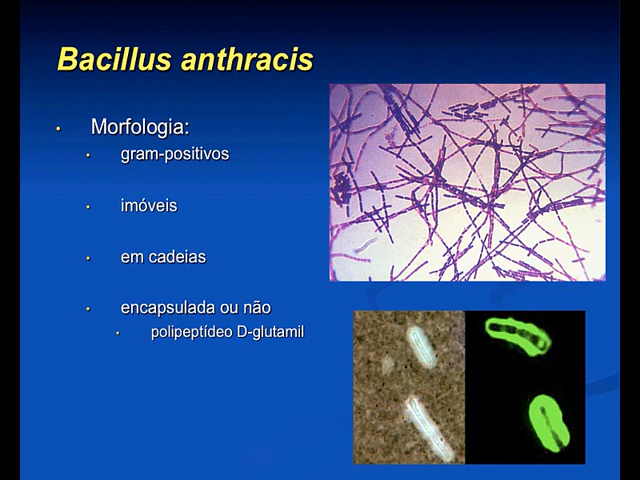 Bacillus anthracis
Morfologia:
gram-positivos
imóveis
em cadeias
encapsulada ou não
polipeptídeo D-glutamil